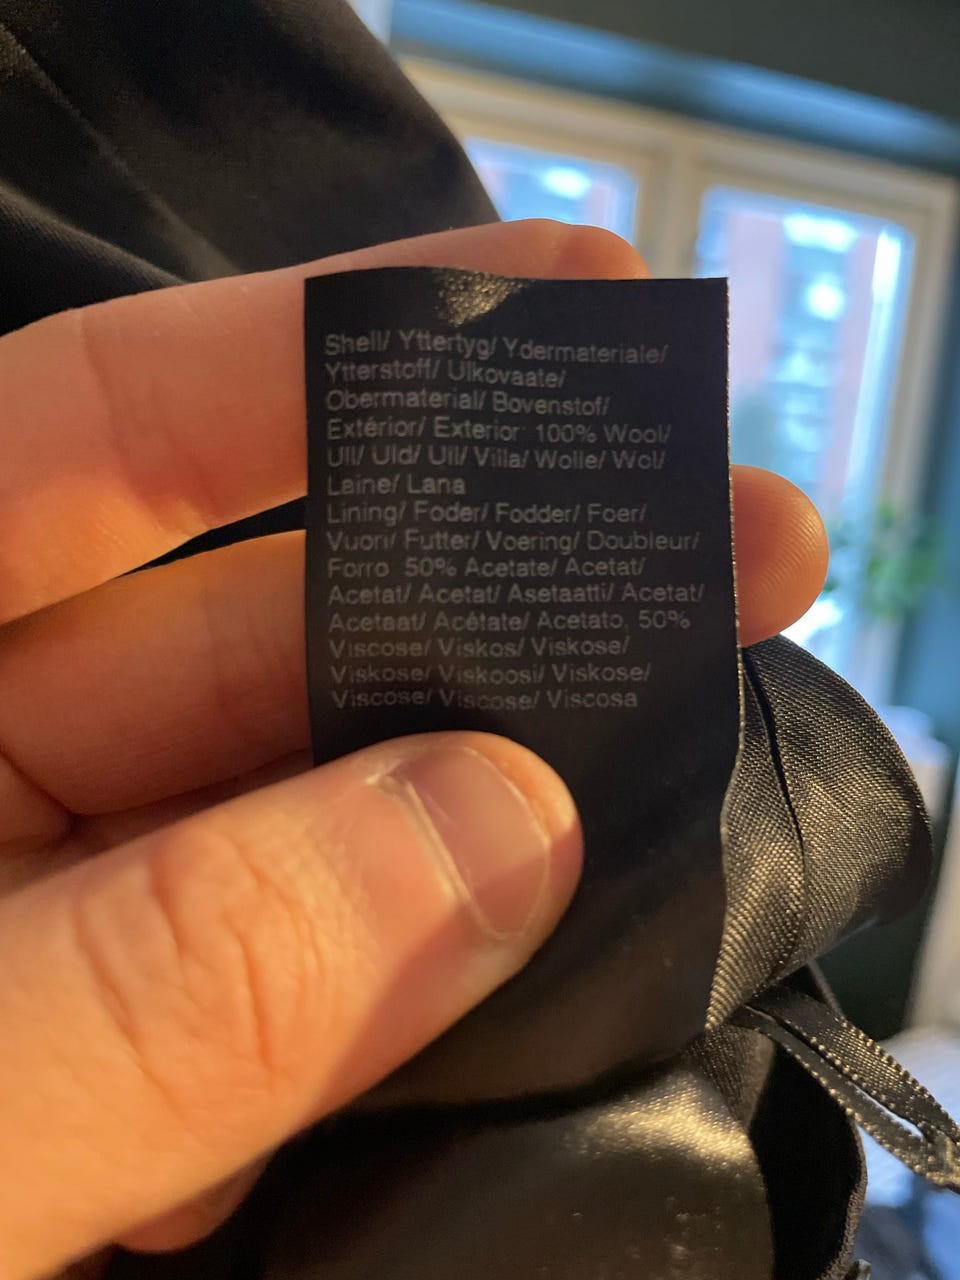 Shell/ Yttertyg/ Ydermateriale/
Ytterstoff/ Ulkovaate/
Obermaterial/ Bovenstof/
Extérior/ Exterior 100% Wool/
Ull/ Uld/ Ull/ Villa/ Wolle/ Wol/
Laine/ Lana
Lining/ Foder/ Fodder/ Foer/
Vuori/ Futter/ Voering/ Doubleur/
Forro 50% Acetate/ Acetat/
Acetat/ Acetat/ Asetaatti/ Acetat/
Acetaat/ Acétate/ Acetato, 50%
Viscose/ Viskos/ Viskose/
Viskose/ Viskoosi/ Viskose/
Viscose/ Viscose/ Viscosa